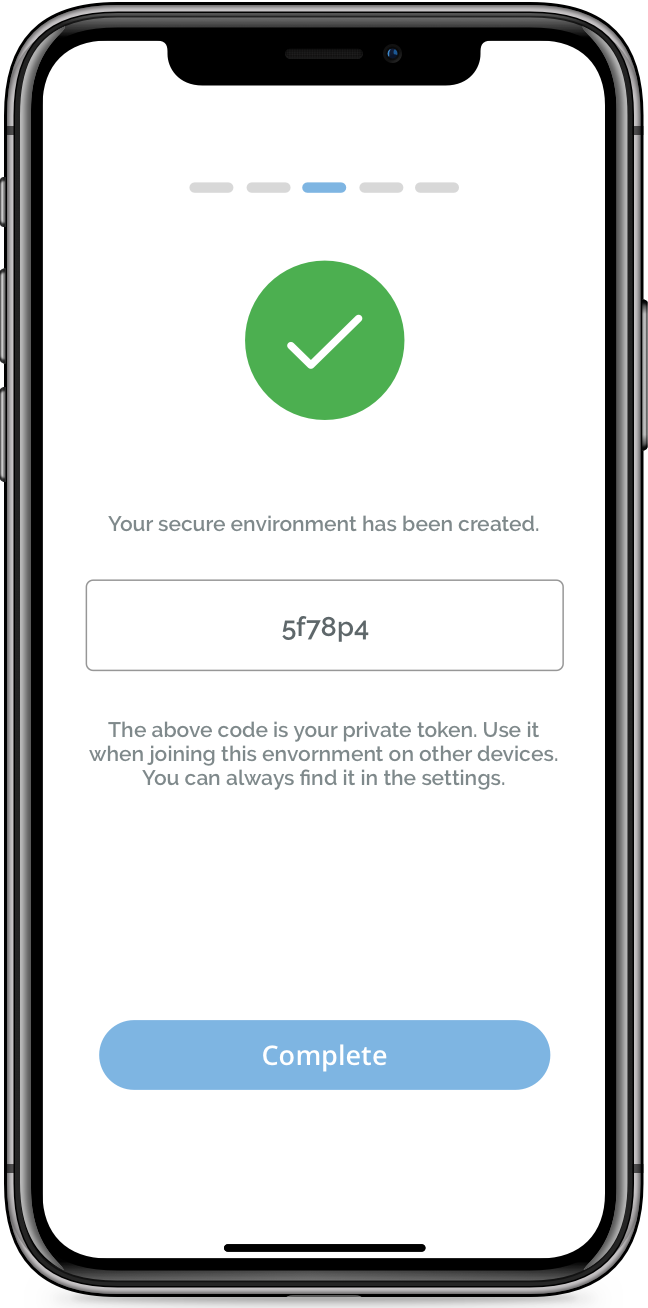 Your secure environment has been created.
5f78p4
The above code is your private token. Use it
when joining this envornment on other devices.
You can always find it in the settings.
Complete